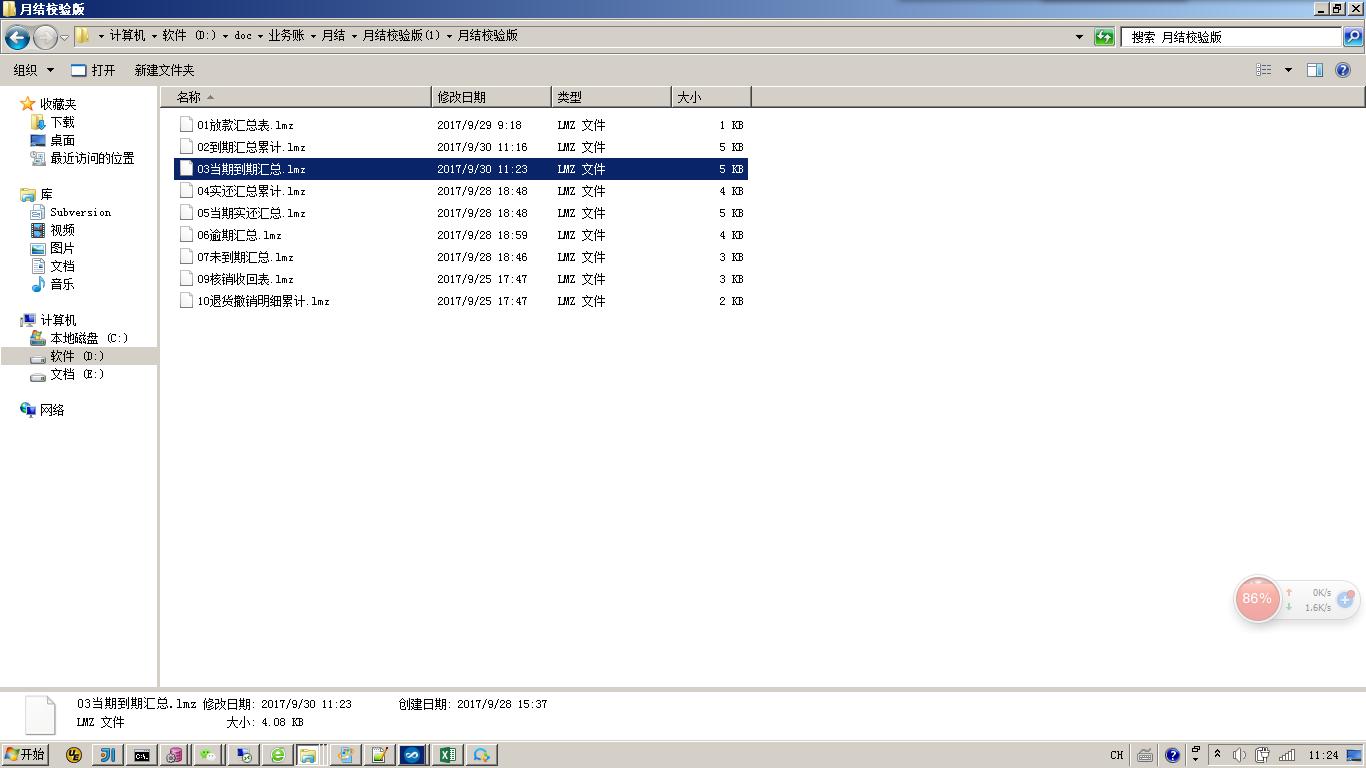 月结校验版
计算机 软件 (D:) doc 业务账 月结 月结校验版(1) 月结校验版
搜索 月结校验版
组织 打开 新建文件夹
名称 修改日期 类型 大小
收藏夹
下载
桌面
最近访问的位置
库
Subversion
视频
图片
文档
音乐
计算机
本地磁盘 (C:)
软件 (D:)
文档 (E:)
网络
01放款汇总表.lmz 2017/9/29 9:18 LMZ 文件 1 KB
02到期汇总累计.lmz 2017/9/30 11:16 LMZ 文件 5 KB
03当期到期汇总.lmz 2017/9/30 11:23 LMZ 文件 5 KB
04实还汇总累计.lmz 2017/9/28 18:48 LMZ 文件 4 KB
05当期实还汇总.lmz 2017/9/28 18:48 LMZ 文件 5 KB
06逾期汇总.lmz 2017/9/28 18:59 LMZ 文件 4 KB
07未到期汇总.lmz 2017/9/28 18:46 LMZ 文件 3 KB
09核销收回表.lmz 2017/9/25 17:47 LMZ 文件 3 KB
10退货撤销明细累计.lmz 2017/9/25 17:47 LMZ 文件 2 KB
86% 0K/s
1.6K/s
03当期到期汇总.lmz 修改日期: 2017/9/30 11:23 创建日期: 2017/9/28 15:37
LMZ 文件 大小: 4.08 KB
开始 CH 11:24